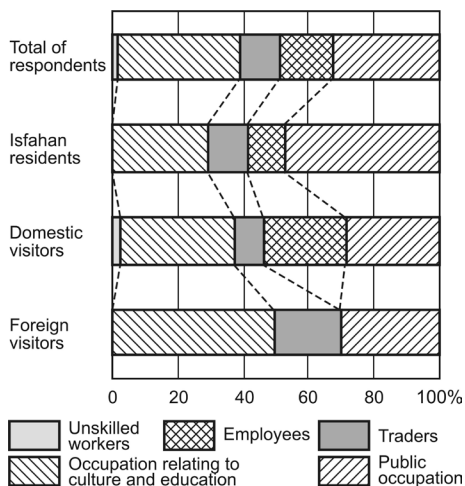 Total of
respondents
Isfahan
residents
Domestic
visitors
Foreign
visitors
0 20 40 60 80 100%
Unskilled
workers
Employees
Traders
Occupation relating to
culture and education
Public
occupation